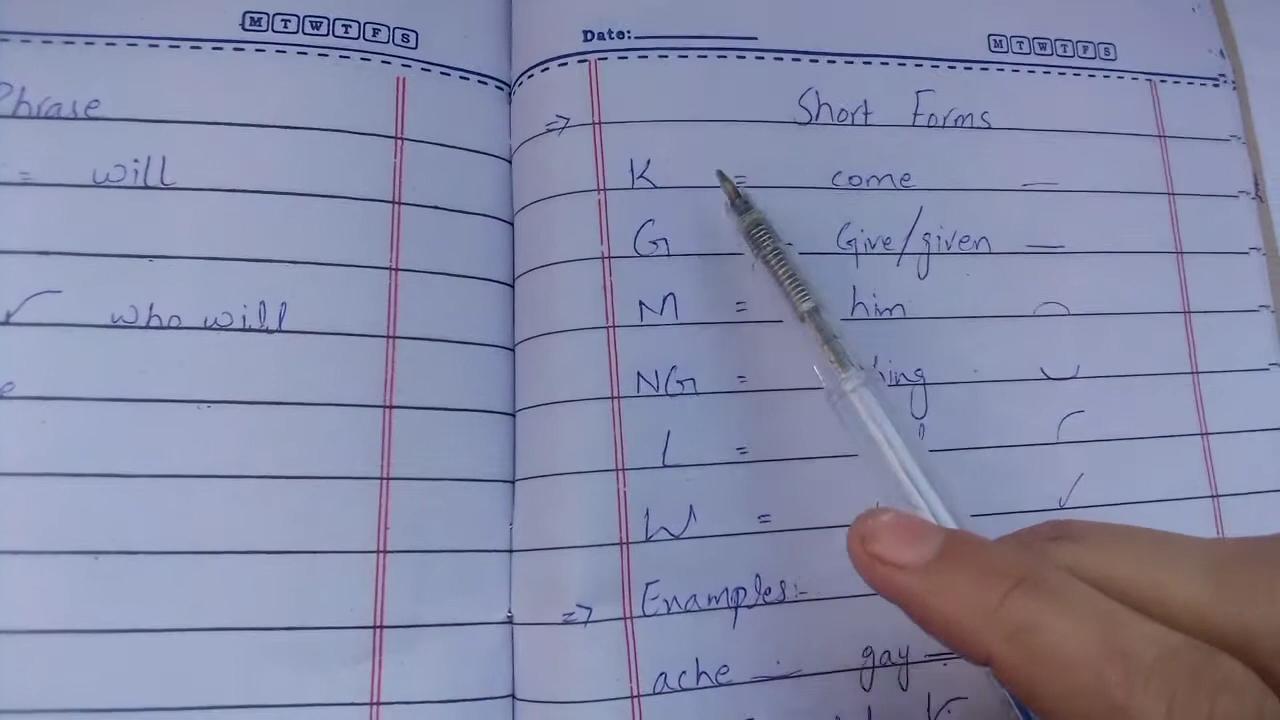 M T W T F S
Phrase
= will
who will
Date:
M T W T F S
=> Short Forms
K = come —
G Give/given —
M = him
NG =
L =
W =
=> Examples:-
ache gay